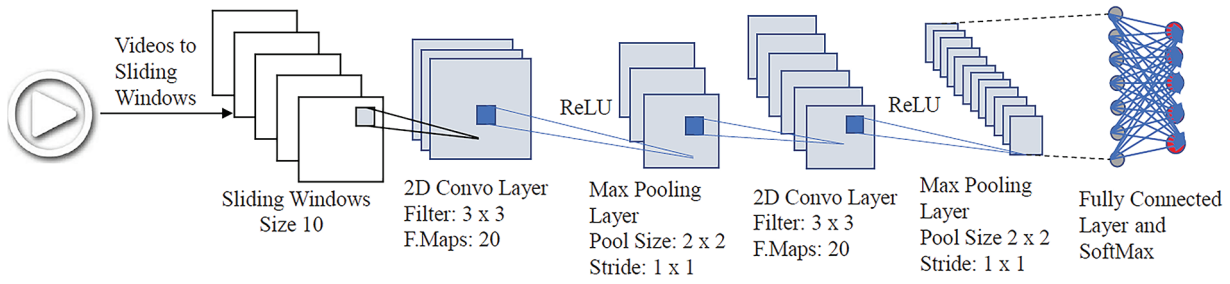 Videos to
Sliding
Windows
Sliding Windows
Size 10
2D Convo Layer
Filter: 3 x 3
F.Maps: 20
ReLU
Max Pooling
Layer
Pool Size: 2 x 2
Stride: 1 x 1
2D Convo Layer
Filter: 3 x 3
F.Maps: 20
ReLU
Max Pooling
Layer
Pool Size 2 x 2
Stride: 1 x 1
Fully Connected
Layer and
SoftMax